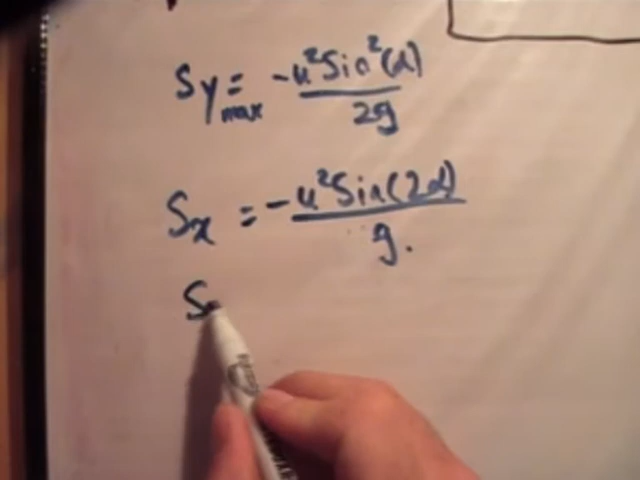 Sy max = -u²Sin²(α) / 2g
Sx = -u²Sin(2α) / g.
S